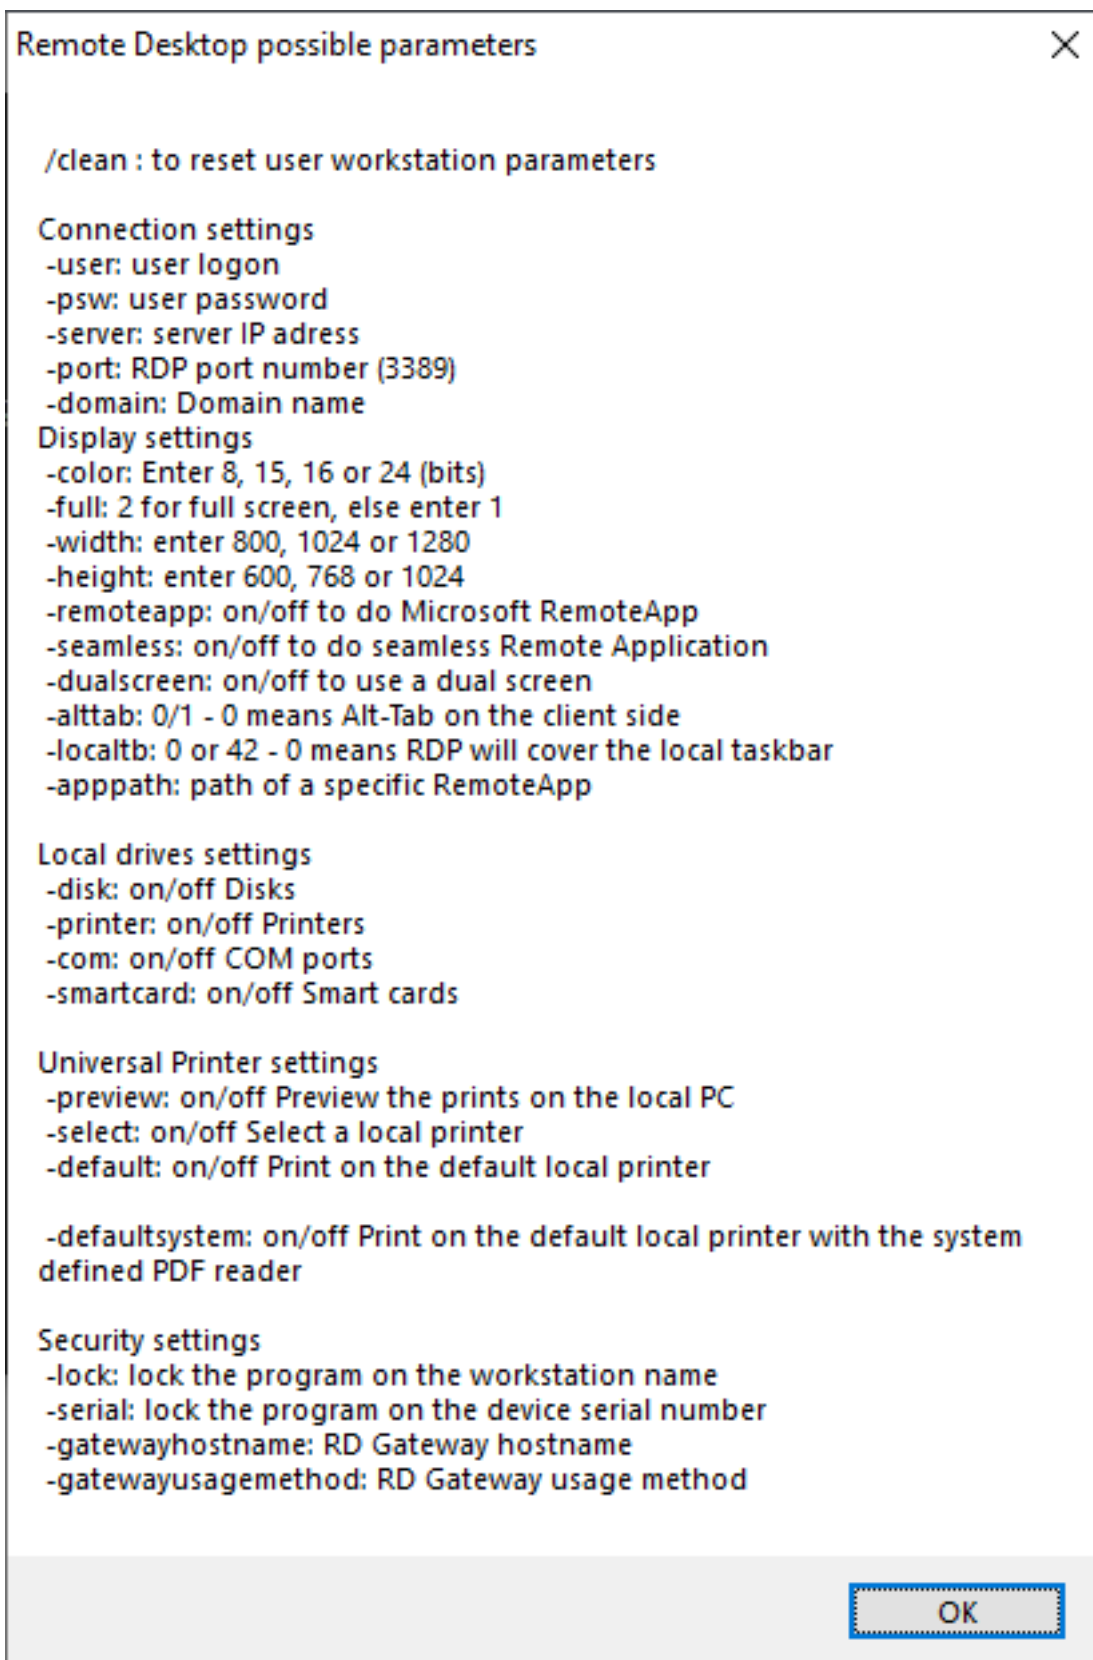 Remote Desktop possible parameters
/clean : to reset user workstation parameters
Connection settings
-user: user logon
-psw: user password
-server: server IP adress
-port: RDP port number (3389)
-domain: Domain name
Display settings
-color: Enter 8, 15, 16 or 24 (bits)
-full: 2 for full screen, else enter 1
-width: enter 800, 1024 or 1280
-height: enter 600, 768 or 1024
-remoteapp: on/off to do Microsoft RemoteApp
-seamless: on/off to do seamless Remote Application
-dualscreen: on/off to use a dual screen
-alttab: 0/1 - 0 means Alt-Tab on the client side
-localtb: 0 or 42 - 0 means RDP will cover the local taskbar
-apppath: path of a specific RemoteApp
Local drives settings
-disk: on/off Disks
-printer: on/off Printers
-com: on/off COM ports
-smartcard: on/off Smart cards
Universal Printer settings
-preview: on/off Preview the prints on the local PC
-select: on/off Select a local printer
-default: on/off Print on the default local printer
-defaultsystem: on/off Print on the default local printer with the system
defined PDF reader
Security settings
-lock: lock the program on the workstation name
-serial: lock the program on the device serial number
-gatewayhostname: RD Gateway hostname
-gatewayusagemethod: RD Gateway usage method
OK